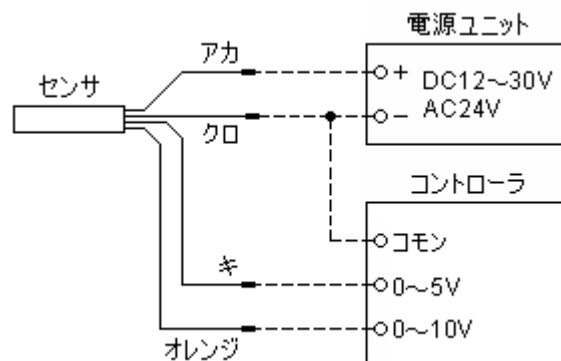 電源ユニット
アカ
センサ
+ DC12～30V
- AC24V
クロ
コントローラ
コモン
キ
0～5V
0～10V
オレンジ